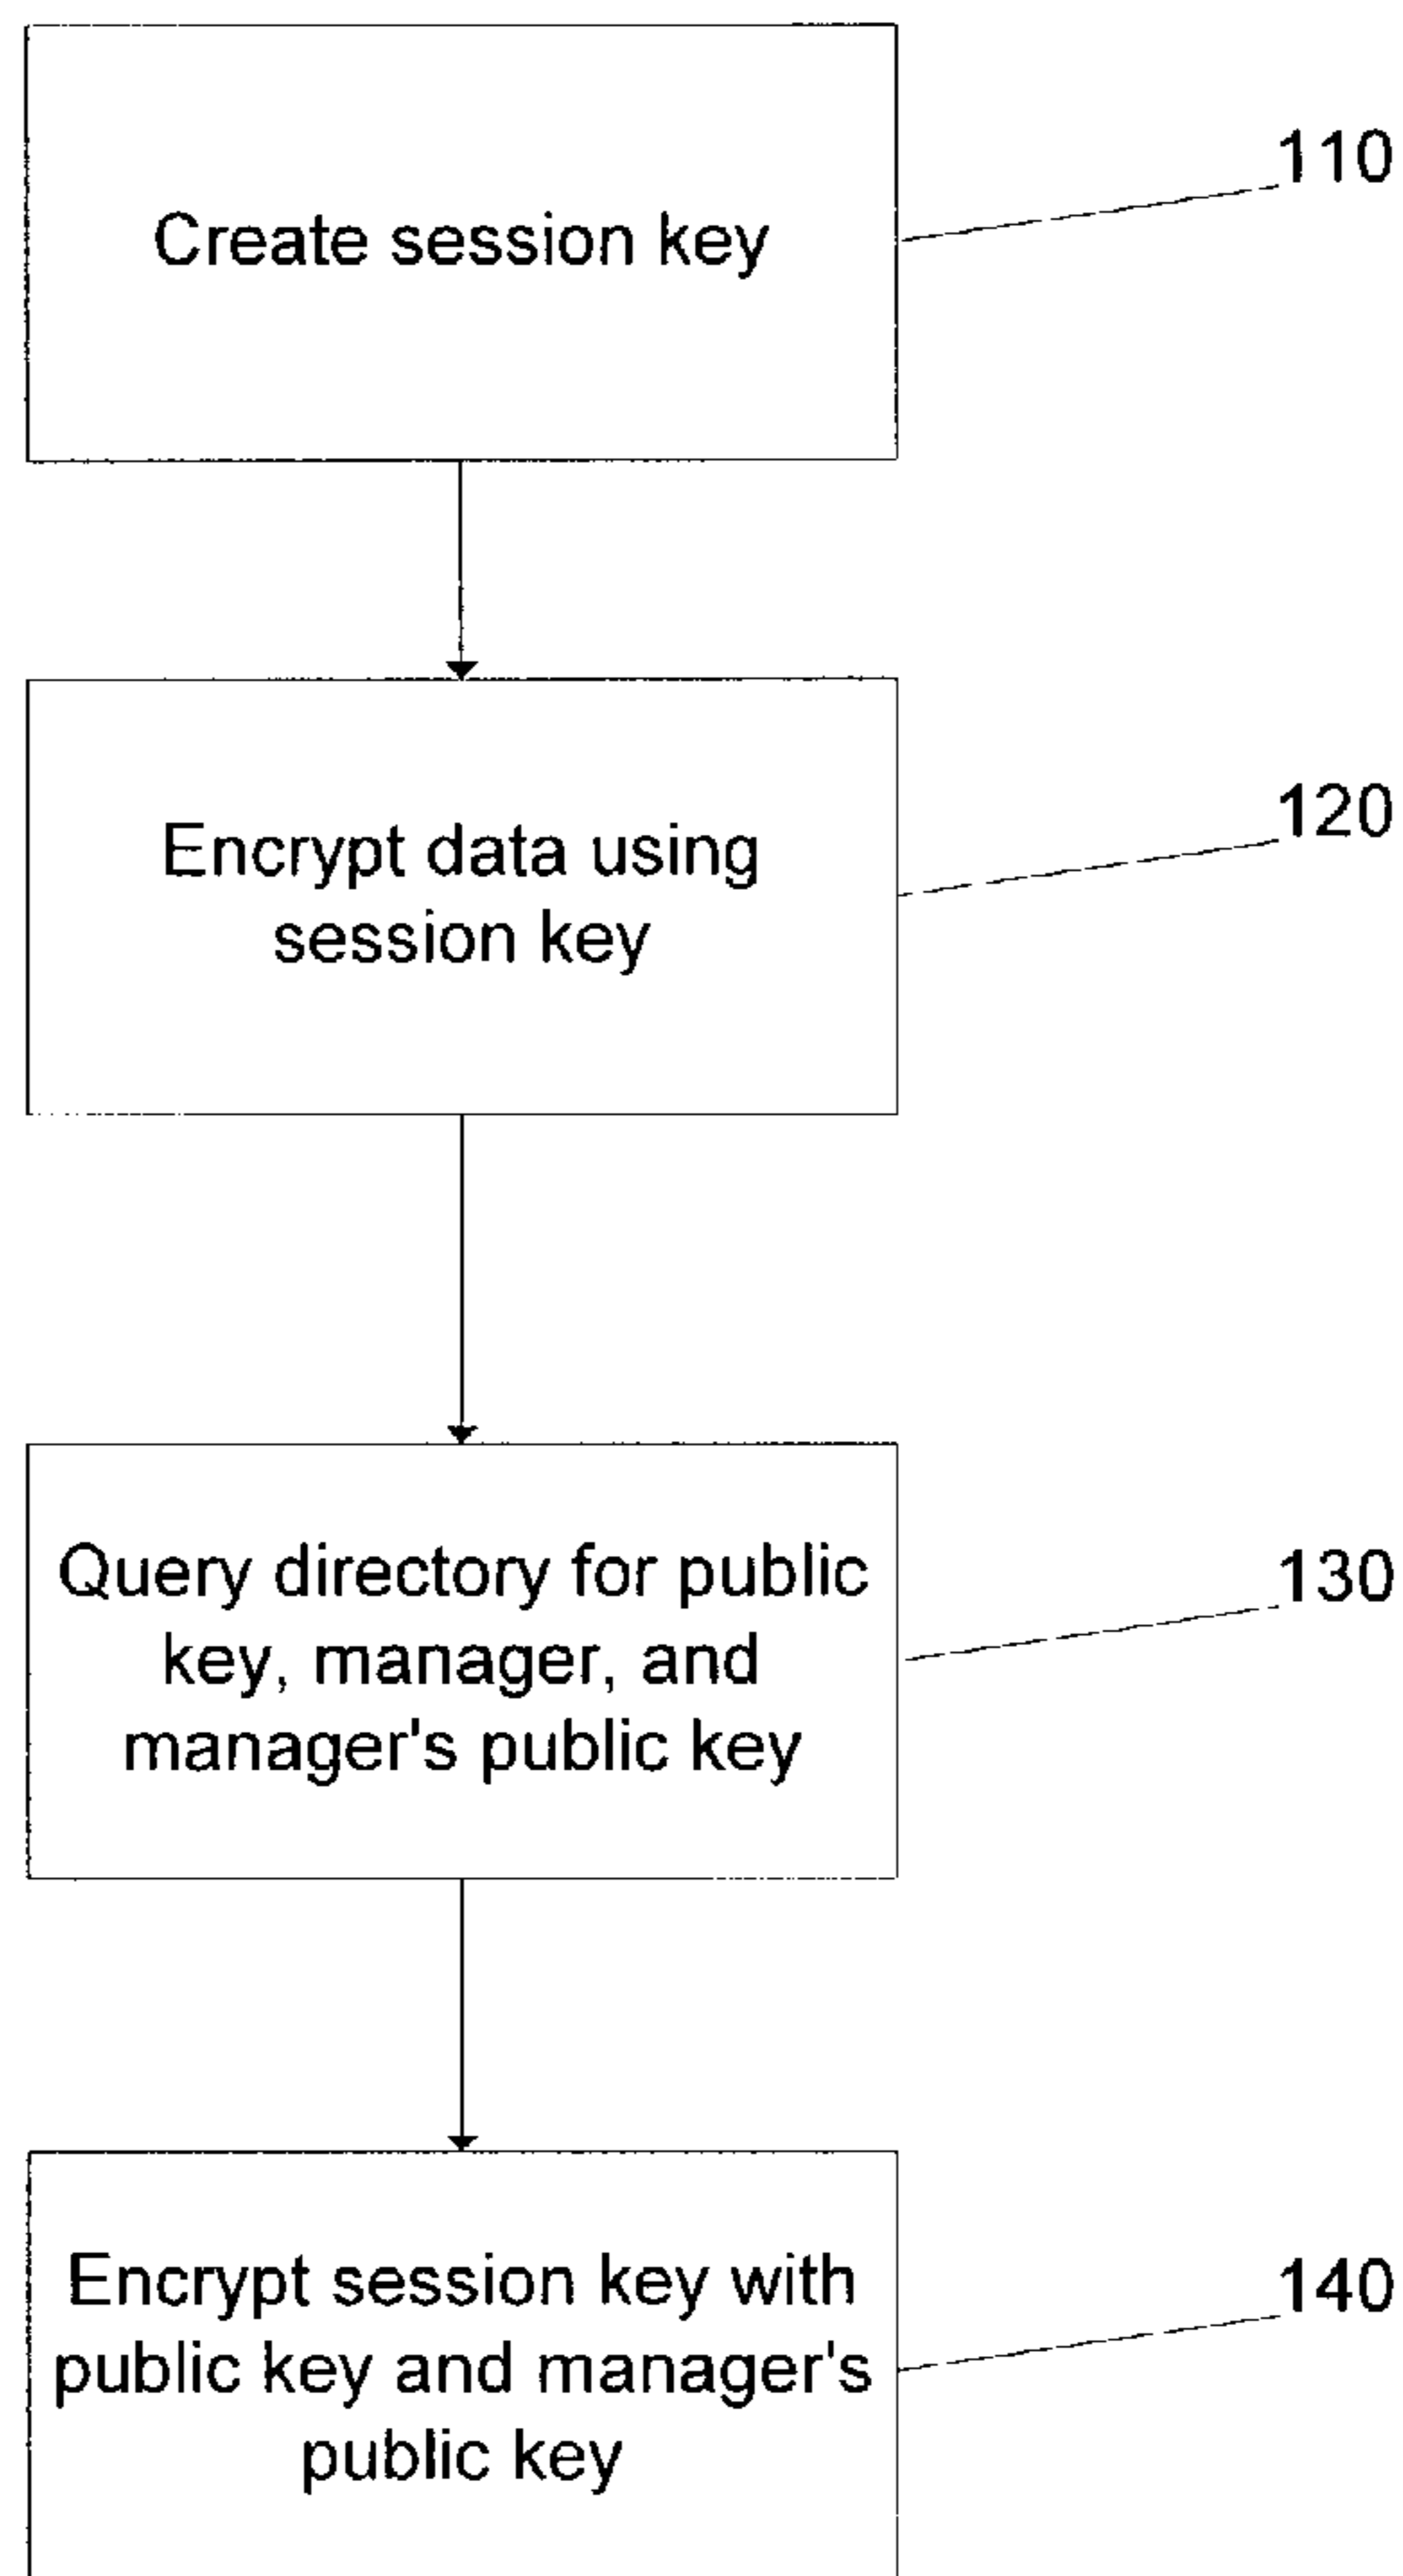 Create session key
110
Encrypt data using
session key
120
Query directory for public
key, manager, and
manager's public key
130
Encrypt session key with
public key and manager's
public key
140